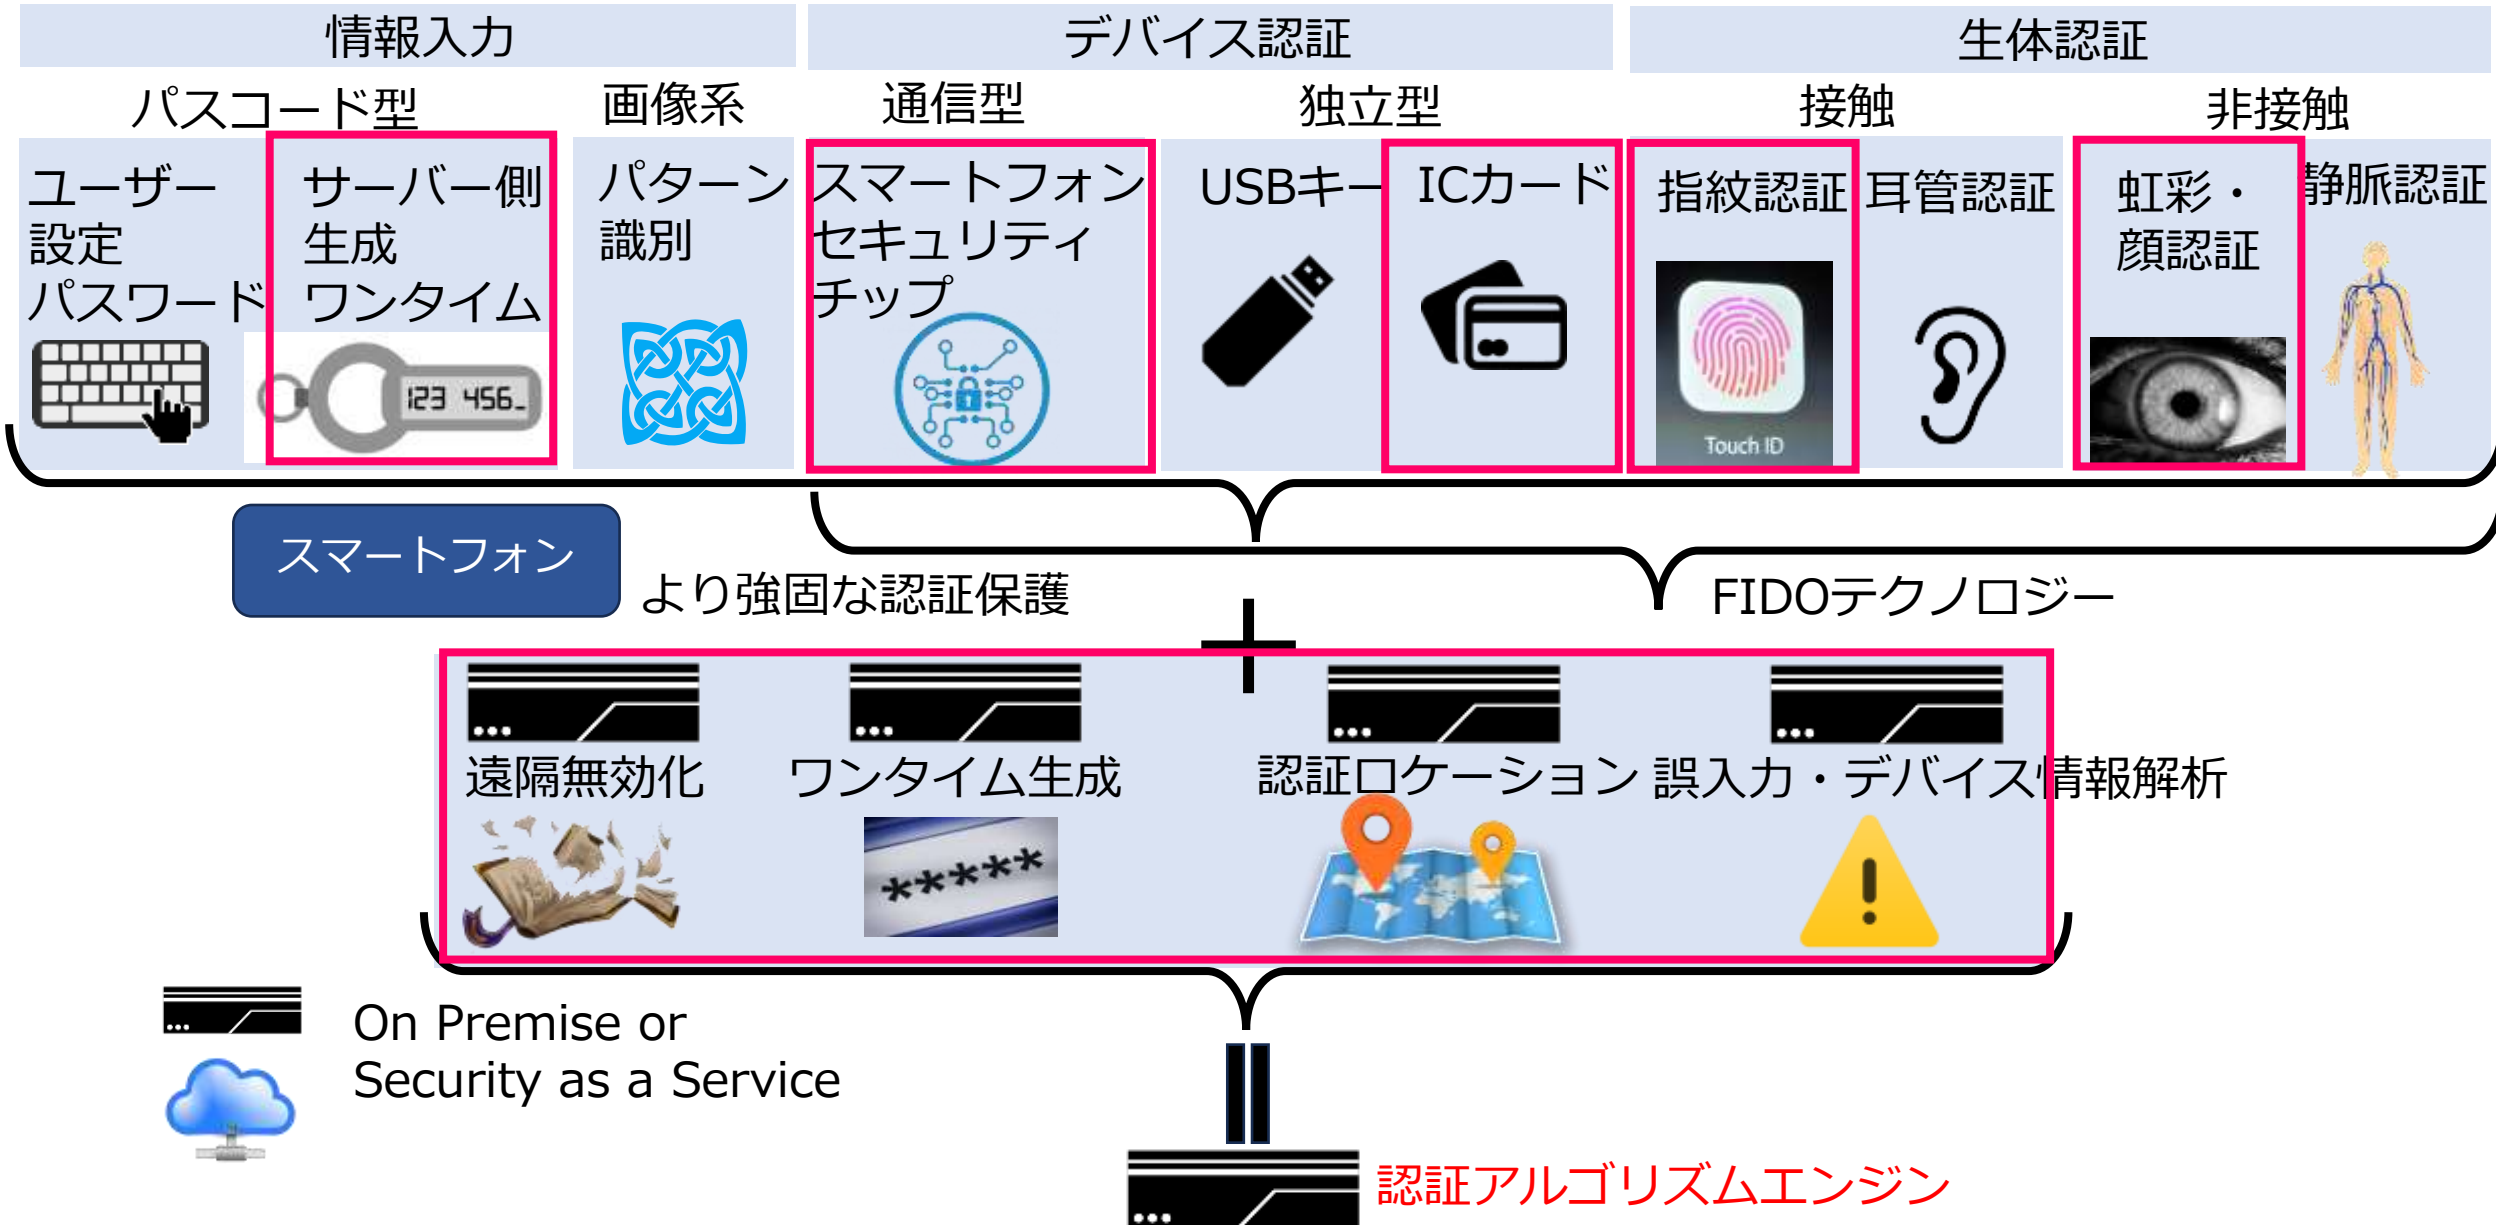 情報入力
デバイス認証
生体認証
パスコード型
画像系
通信型
独立型
接触
非接触
ユーザー
設定
パスワード
サーバー側
生成
ワンタイム
123 456_
パターン
識別
スマートフォン
セキュリティ
チップ
USBキー
ICカード
指紋認証
Touch ID
耳管認証
虹彩・
顔認証
静脈認証
スマートフォン
より強固な認証保護
FIDOテクノロジー
+
遠隔無効化
ワンタイム生成
*****
認証ロケーション
誤入力・デバイス情報解析
On Premise or
Security as a Service
認証アルゴリズムエンジン